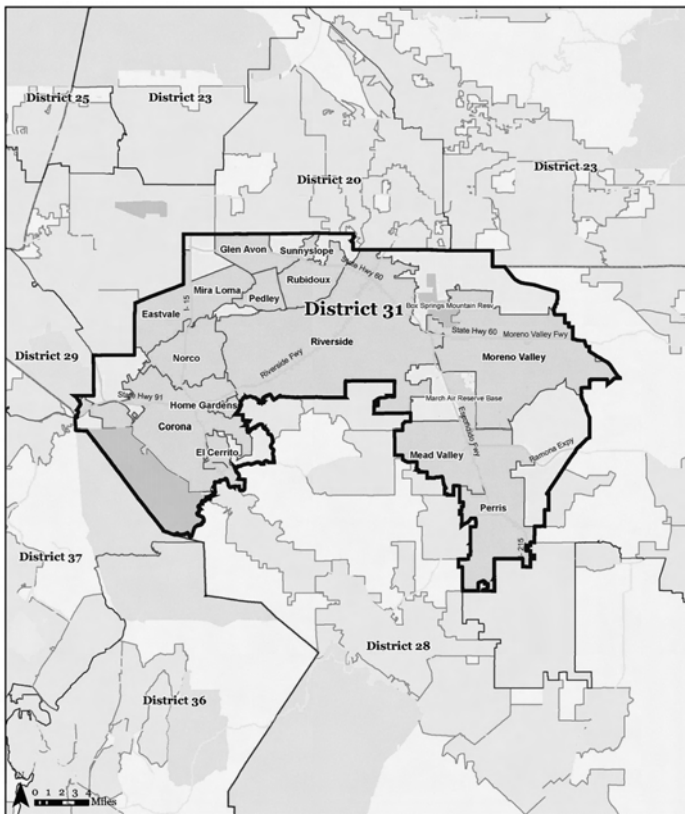 District 25
District 23
District 20
District 23
Glen Avon
Sunnyslope
State Hwy 60
Rubidoux
Mira Loma
Pedley
I- 15
Eastvale
District 31
Box Springs Mountain Resv
State Hwy 60
Moreno Valley Fwy
Riverside
Moreno Valley
Norco
District 29
Riverside Fwy
State Hwy 91
Home Gardens
March Air Reserve Base
Corona
Escondido Fwy
El Cerrito
Mead Valley
Ramona Expy
Perris
215
District 37
District 28
District 36
0 1 2 3 4
Miles